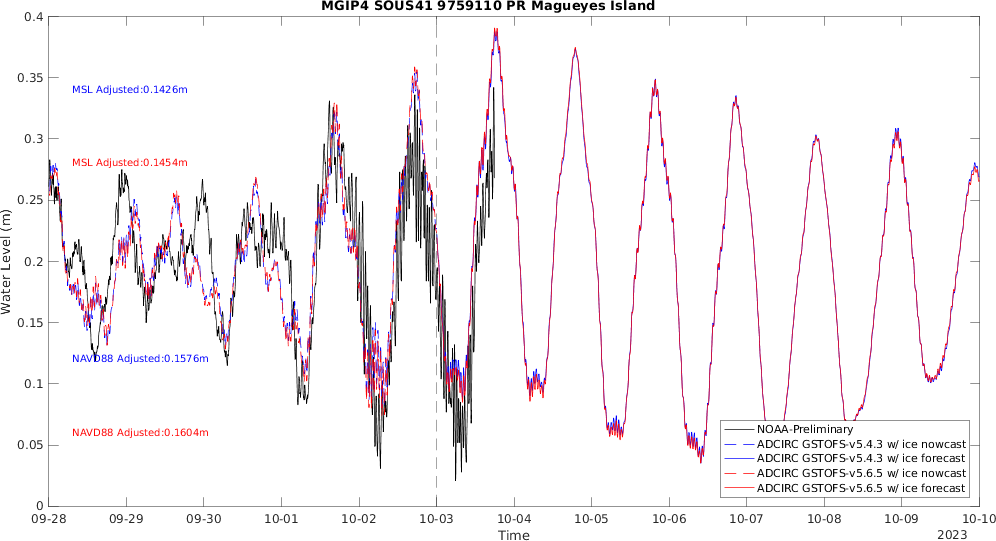 MGIP4 SOUS41 9759110 PR Magueyes Island
0.4
0.35
0.3
0.25
0.2
0.15
0.1
0.05
0
Water Level (m)
MSL Adjusted:0.1426m
MSL Adjusted:0.1454m
NAVD88 Adjusted:0.1576m
NAVD88 Adjusted:0.1604m
NOAA-Preliminary
ADCIRC GSTOFS-v5.4.3 w/ ice nowcast
ADCIRC GSTOFS-v5.4.3 w/ ice forecast
ADCIRC GSTOFS-v5.6.5 w/ ice nowcast
ADCIRC GSTOFS-v5.6.5 w/ ice forecast
09-28 09-29 09-30 10-01 10-02 10-03 10-04 10-05 10-06 10-07 10-08 10-09 10-10
Time
2023